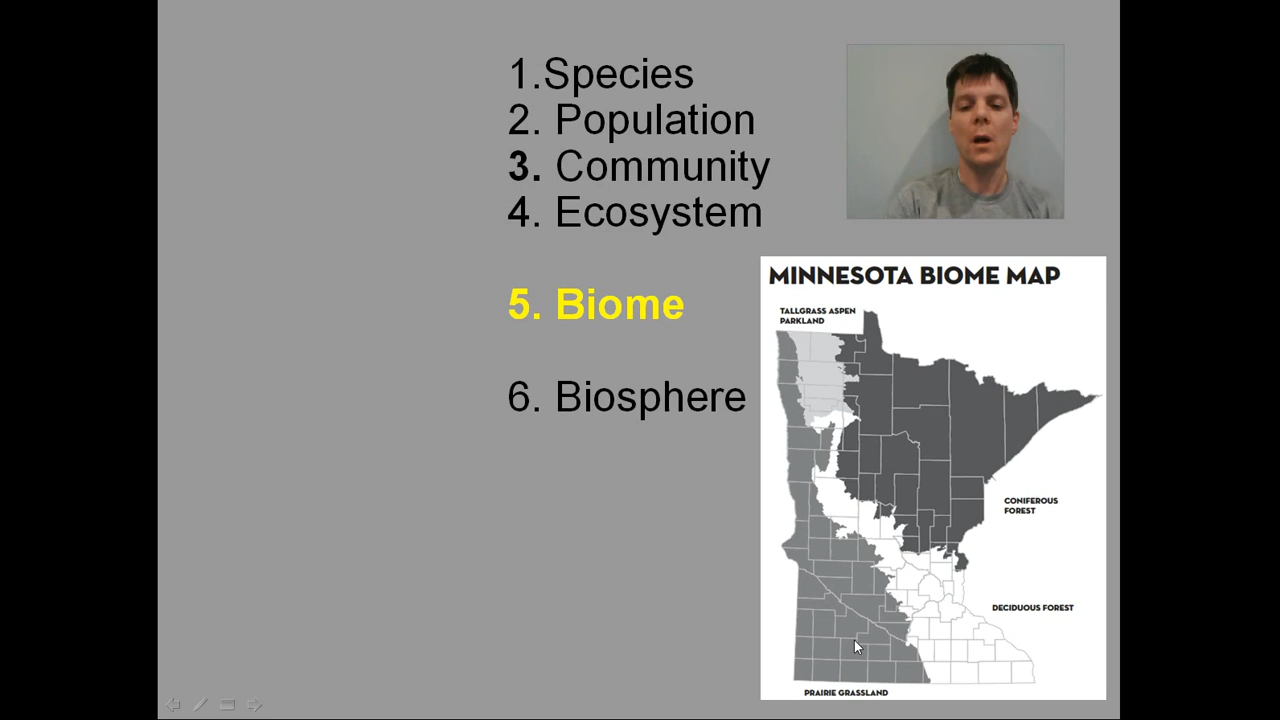 1.Species
2. Population
3. Community
4. Ecosystem
5. Biome
6. Biosphere
MINNESOTA BIOME MAP
TALLGRASS ASPEN
PARKLAND
CONIFEROUS
FOREST
DECIDUOUS FOREST
PRAIRIE GRASSLAND